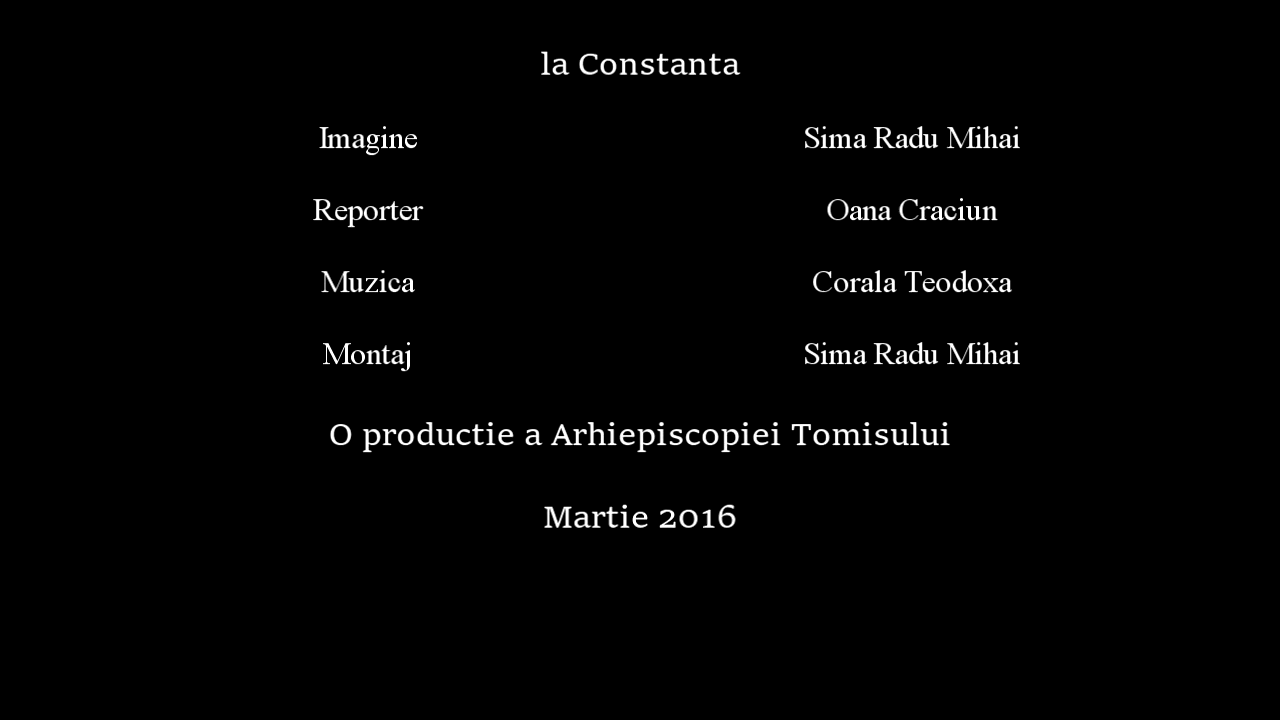 la Constanta
Imagine Sima Radu Mihai
Reporter Oana Craciun
Muzica Corala Teodoxa
Montaj Sima Radu Mihai
O productie a Arhiepiscopiei Tomisului
Martie 2016